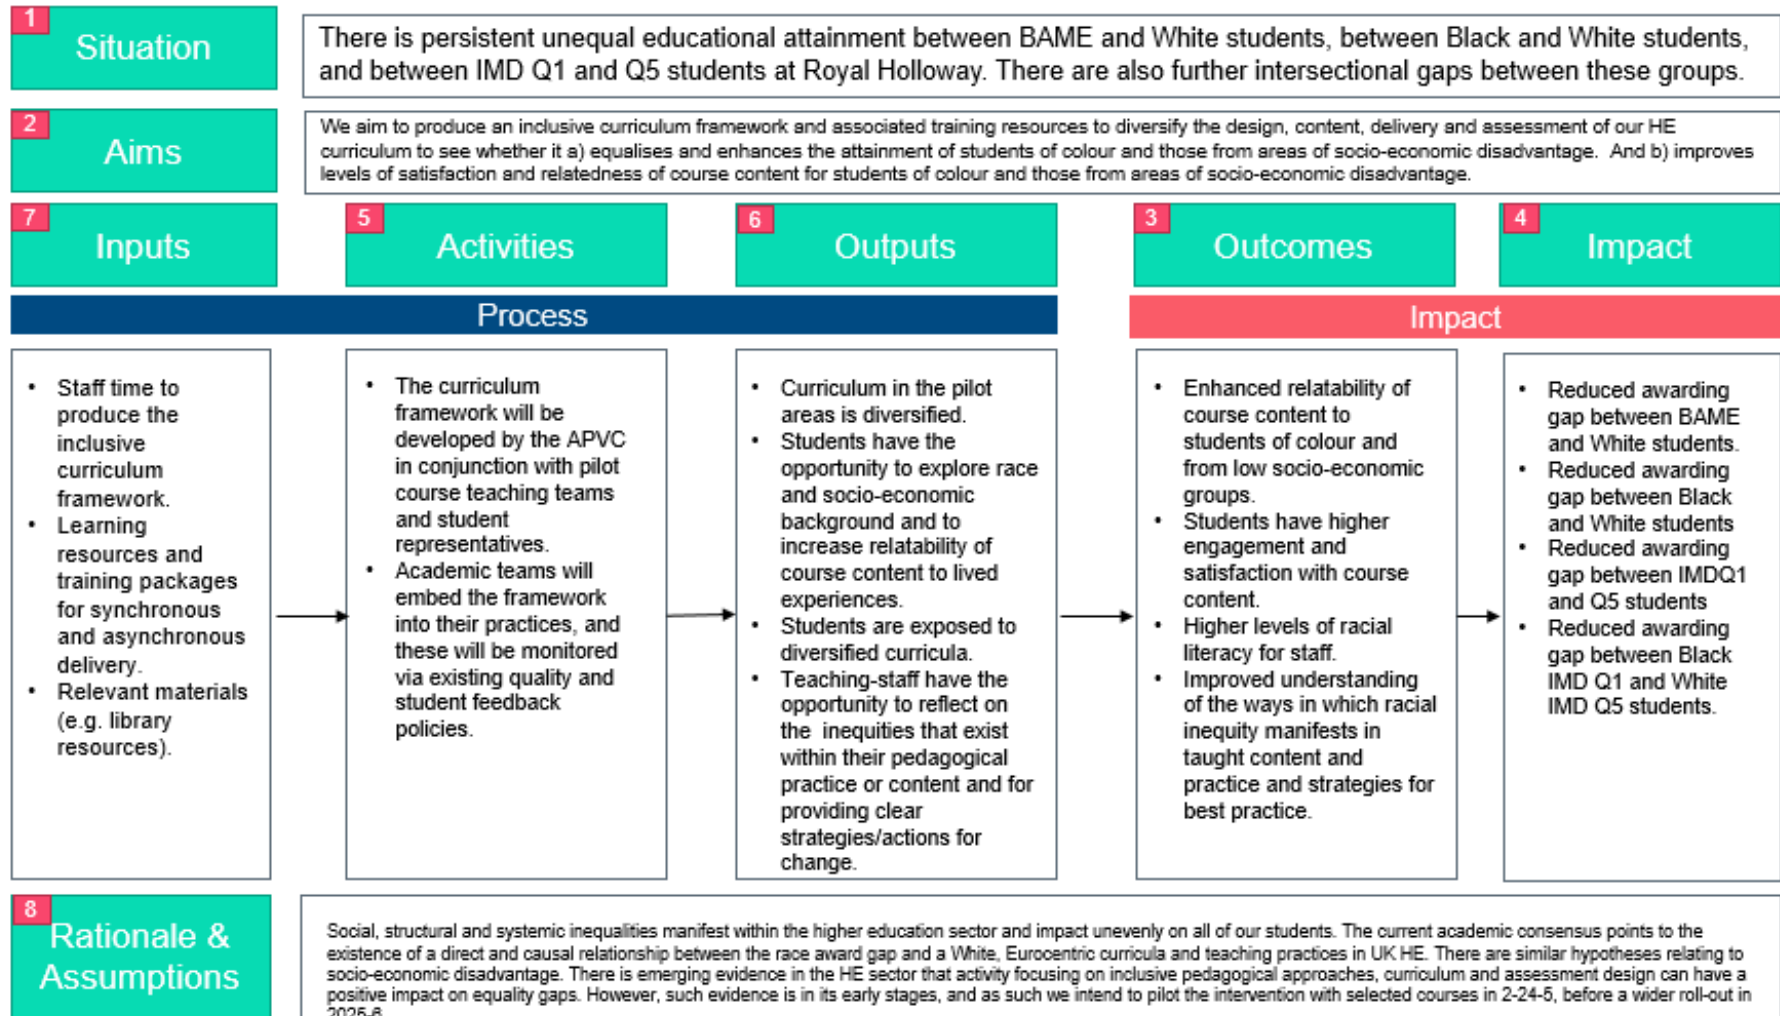 1
Situation
There is persistent unequal educational attainment between BAME and White students, between Black and White students,
and between IMD Q1 and Q5 students at Royal Holloway. There are also further intersectional gaps between these groups.
2
Aims
We aim to produce an inclusive curriculum framework and associated training resources to diversify the design, content, delivery and assessment of our HE
curriculum to see whether it a) equalises and enhances the attainment of students of colour and those from areas of socio-economic disadvantage. And b) improves
levels of satisfaction and relatedness of course content for students of colour and those from areas of socio-economic disadvantage.
7
Inputs
5
Activities
6
Outputs
3
Outcomes
4
Impact
Process
Impact
• Staff time to
produce the
inclusive
curriculum
framework.
• Learning
resources and
training packages
for synchronous
and asynchronous
delivery.
• Relevant materials
(e.g. library
resources).
• The curriculum
framework will be
developed by the APVC
in conjunction with pilot
course teaching teams
and student
representatives.
• Academic teams will
embed the framework
into their practices, and
these will be monitored
via existing quality and
student feedback
policies.
• Curriculum in the pilot
areas is diversified.
• Students have the
opportunity to explore race
and socio-economic
background and to
increase relatability of
course content to lived
experiences.
• Students are exposed to
diversified curricula.
• Teaching-staff have the
opportunity to reflect on
the inequities that exist
within their pedagogical
practice or content and for
providing clear
strategies/actions for
change.
• Enhanced relatability of
course content to
students of colour and
from low socio-economic
groups.
• Students have higher
engagement and
satisfaction with course
content.
• Higher levels of racial
literacy for staff.
• Improved understanding
of the ways in which racial
inequity manifests in
taught content and
practice and strategies for
best practice.
• Reduced awarding
gap between BAME
and White students.
• Reduced awarding
gap between Black
and White students
• Reduced awarding
gap between IMDQ1
and Q5 students
• Reduced awarding
gap between Black
IMD Q1 and White
IMD Q5 students.
8
Rationale &
Assumptions
Social, structural and systemic inequalities manifest within the higher education sector and impact unevenly on all of our students. The current academic consensus points to the
existence of a direct and causal relationship between the race award gap and a White, Eurocentric curricula and teaching practices in UK HE. There are similar hypotheses relating to
socio-economic disadvantage. There is emerging evidence in the HE sector that activity focusing on inclusive pedagogical approaches, curriculum and assessment design can have a
positive impact on equality gaps. However, such evidence is in its early stages, and as such we intend to pilot the intervention with selected courses in 2-24-5, before a wider roll-out in
2025-6